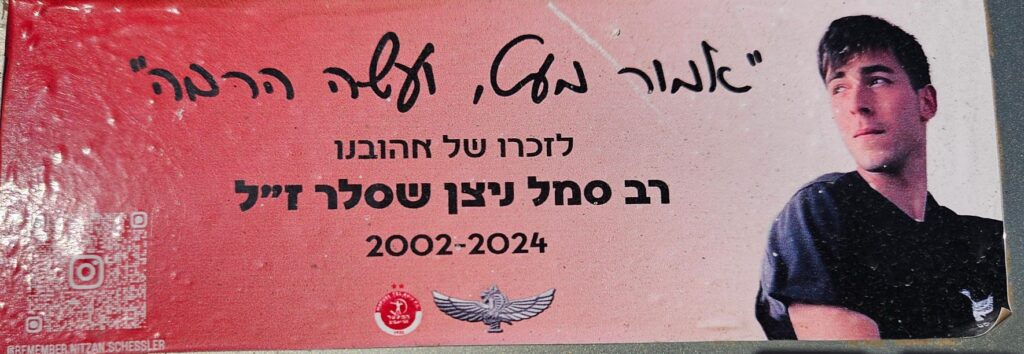 "אמור מעט, ועשה הרבה"
לזכרו של אהובנו
רב סמל ניצן שסלר ז״ל
2002-2024
@REMEMBER.NITZAN.SCHESSLER